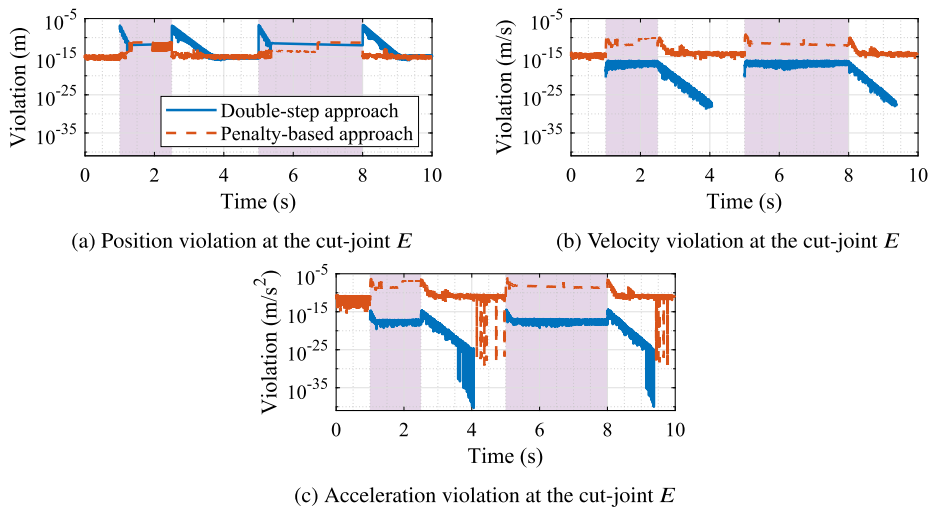 Violation (m)
10-5
10-15
10-25
10-35
Double-step approach
Penalty-based approach
0 2 4 6 8 10
Time (s)
(a) Position violation at the cut-joint E
Violation (m/s)
10-5
10-15
10-25
10-35
0 2 4 6 8 10
Time (s)
(b) Velocity violation at the cut-joint E
Violation (m/s²)
10-5
10-15
10-25
10-35
0 2 4 6 8 10
Time (s)
(c) Acceleration violation at the cut-joint E